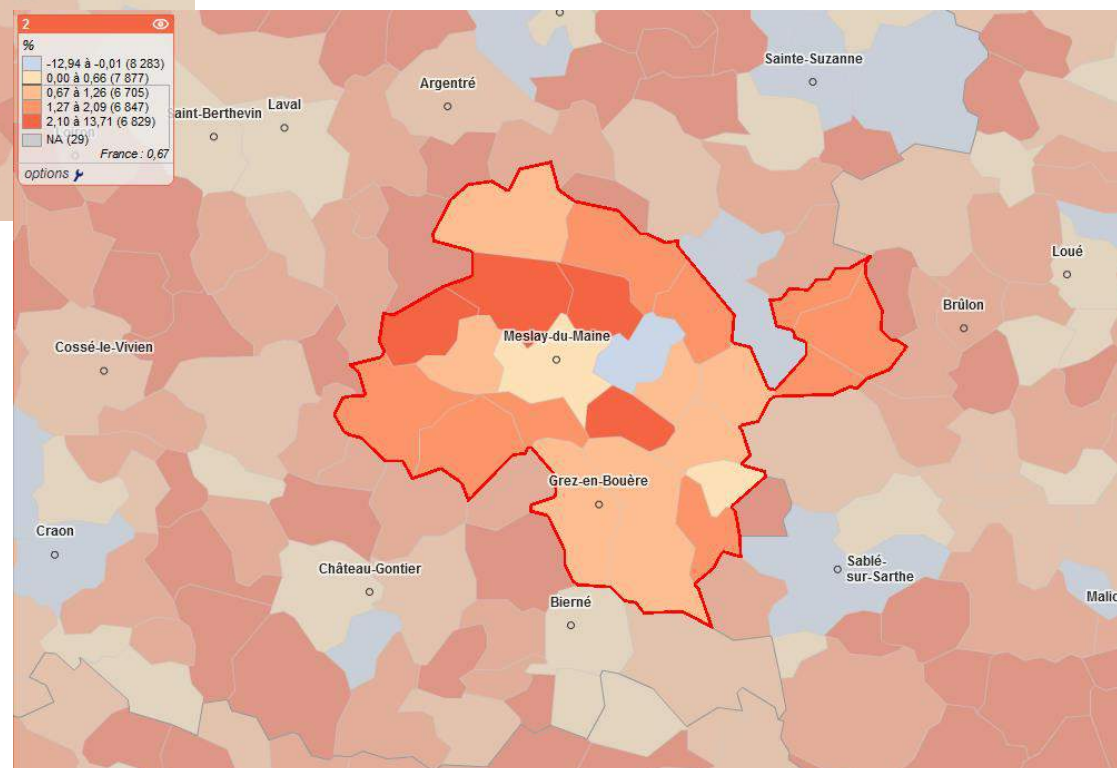 2
%
-12,94 à -0,01 (8 283)
0,00 à 0,66 (7 877)
0,67 à 1,26 (6 705)
1,27 à 2,09 (6 847)
2,10 à 13,71 (6 829)
NA (29)
France : 0,67
options
Sainte-Suzanne
Argentré
Laval
Saint-Berthevin
Loiron
Loué
Brûlon
Meslay-du-Maine
Cossé-le-Vivien
Grez-en-Bouère
Craon
Château-Gontier
Sablé-
sur-Sarthe
Bierné
Malic